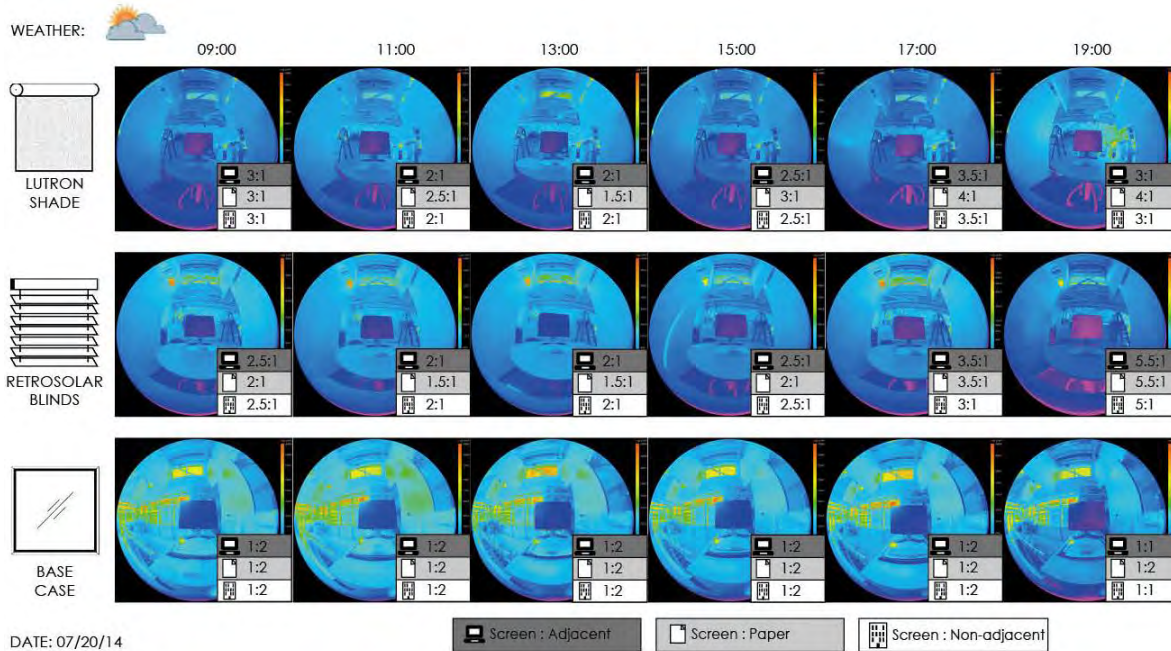 WEATHER:
09:00 11:00 13:00 15:00 17:00 19:00
LUTRON
SHADE
3:1 2:1 2:1 2.5:1 3.5:1 3:1
3:1 2.5:1 1.5:1 3:1 4:1 4:1
3:1 2:1 2:1 2.5:1 3.5:1 3:1
RETROSOLAR
BLINDS
2.5:1 2:1 2:1 2.5:1 3.5:1 5.5:1
2:1 1.5:1 1.5:1 2:1 3.5:1 5.5:1
2.5:1 2:1 2:1 2.5:1 3:1 5:1
BASE
CASE
1:2 1:2 1:2 1:2 1:2 1:1
1:2 1:2 1:2 1:2 1:2 1:2
1:2 1:2 1:2 1:2 1:2 1:1
DATE: 07/20/14
Screen : Adjacent
Screen : Paper
Screen : Non-adjacent